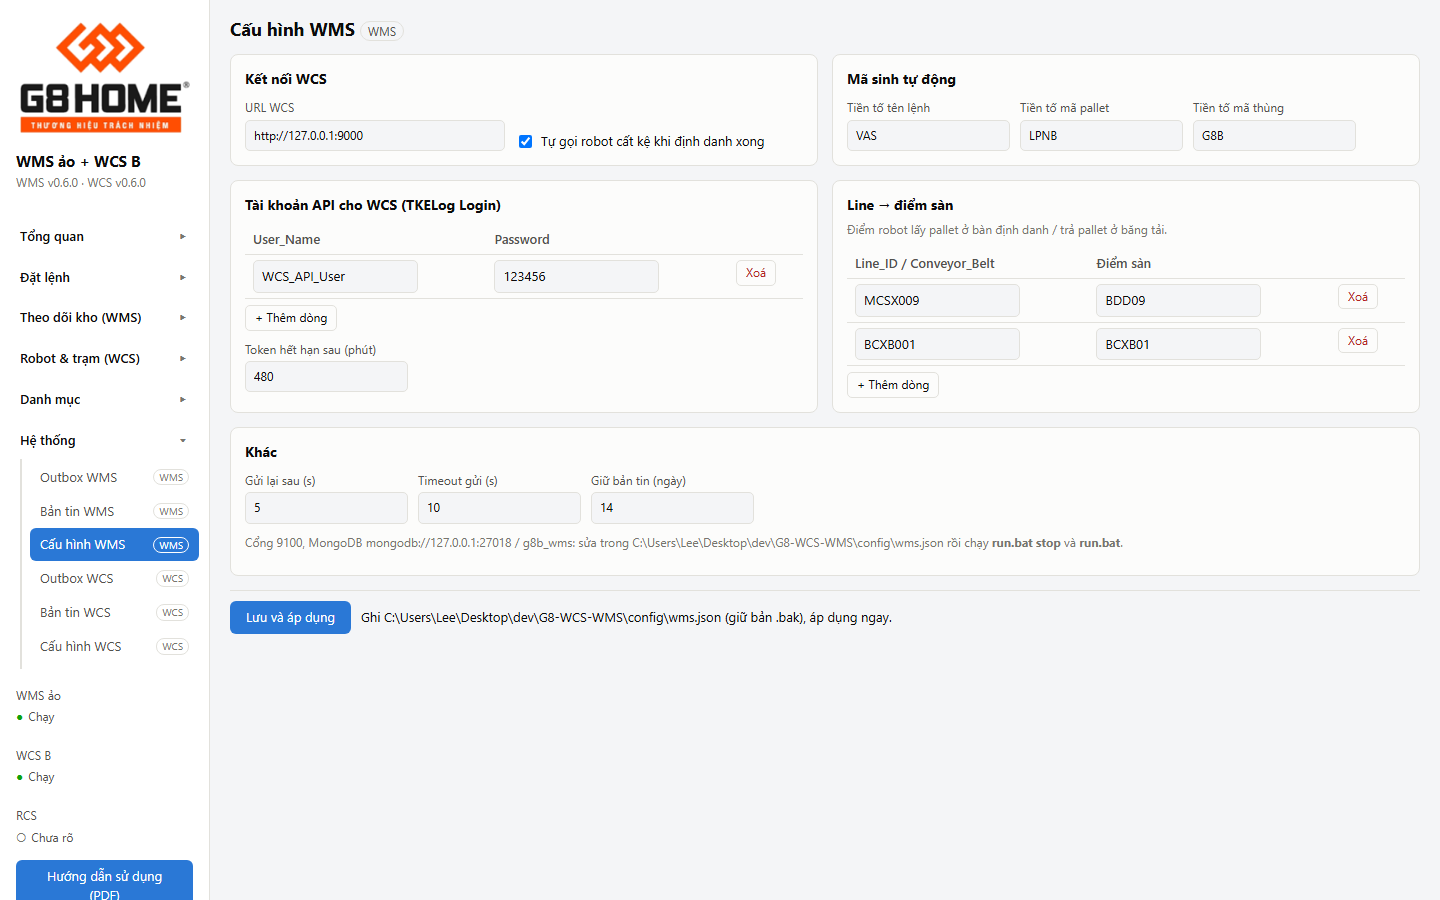 G8 HOME®
THƯƠNG HIỆU TRÁCH NHIỆM
WMS ảo + WCS B
WMS v0.6.0 · WCS v0.6.0
Tổng quan
Đặt lệnh
Theo dõi kho (WMS)
Robot & trạm (WCS)
Danh mục
Hệ thống
Outbox WMS WMS
Bản tin WMS WMS
Cấu hình WMS WMS
Outbox WCS WCS
Bản tin WCS WCS
Cấu hình WCS WCS
WMS ảo
Chạy
WCS B
Chạy
RCS
Chưa rõ
Hướng dẫn sử dụng
(PDF)
Cấu hình WMS WMS
Kết nối WCS
URL WCS
http://127.0.0.1:9000
Tự gọi robot cất kệ khi định danh xong
Mã sinh tự động
Tiền tố tên lệnh Tiền tố mã pallet Tiền tố mã thùng
VAS LPNB G8B
Tài khoản API cho WCS (TKELog Login)
User_Name Password
WCS_API_User 123456 Xoá
+ Thêm dòng
Token hết hạn sau (phút)
480
Line → điểm sàn
Điểm robot lấy pallet ở bàn định danh / trả pallet ở băng tải.
Line_ID / Conveyor_Belt Điểm sàn
MCSX009 BDD09 Xoá
BCXB001 BCXB01 Xoá
+ Thêm dòng
Khác
Gửi lại sau (s) Timeout gửi (s) Giữ bản tin (ngày)
5 10 14
Cổng 9100, MongoDB mongodb://127.0.0.1:27018 / g8b_wms: sửa trong C:\Users\Lee\Desktop\dev\G8-WCS-WMS\config\wms.json rồi chạy run.bat stop và run.bat.
Lưu và áp dụng Ghi C:\Users\Lee\Desktop\dev\G8-WCS-WMS\config\wms.json (giữ bản .bak), áp dụng ngay.